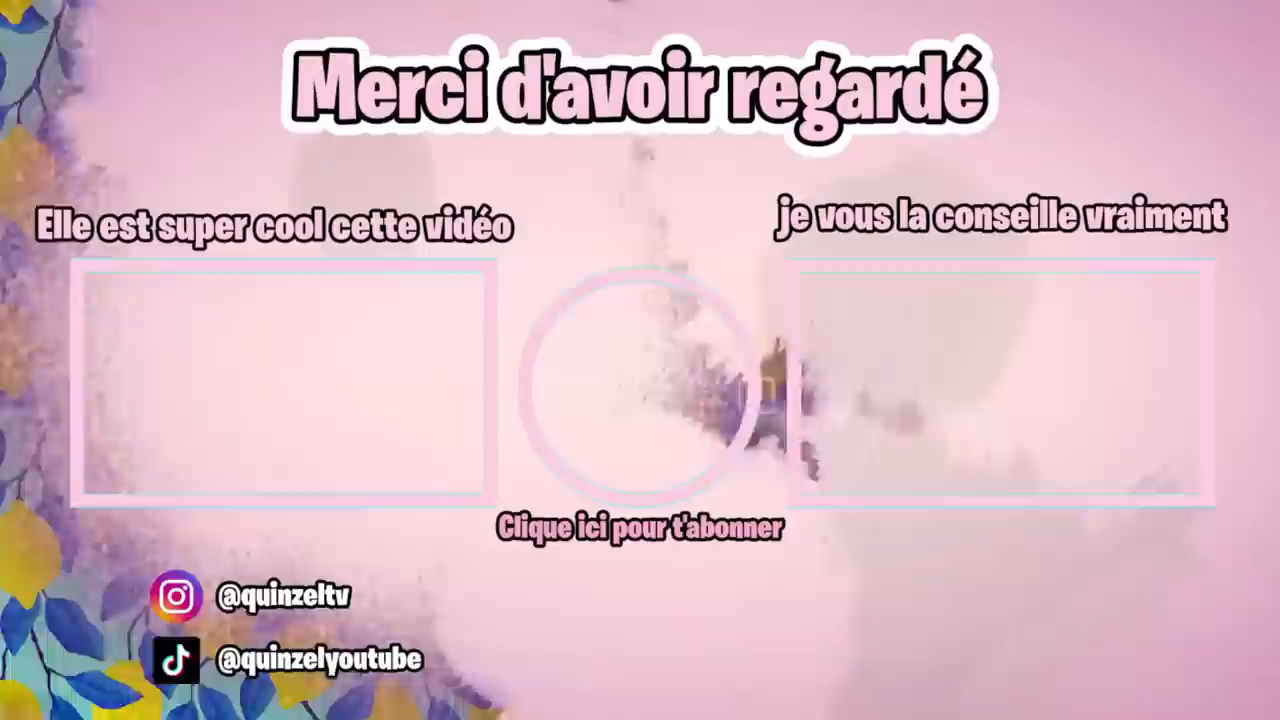 Merci d'avoir regardé
Elle est super cool cette vidéo
je vous la conseille vraiment
Clique ici pour t'abonner
@quinzeltv
@quinzelyoutube